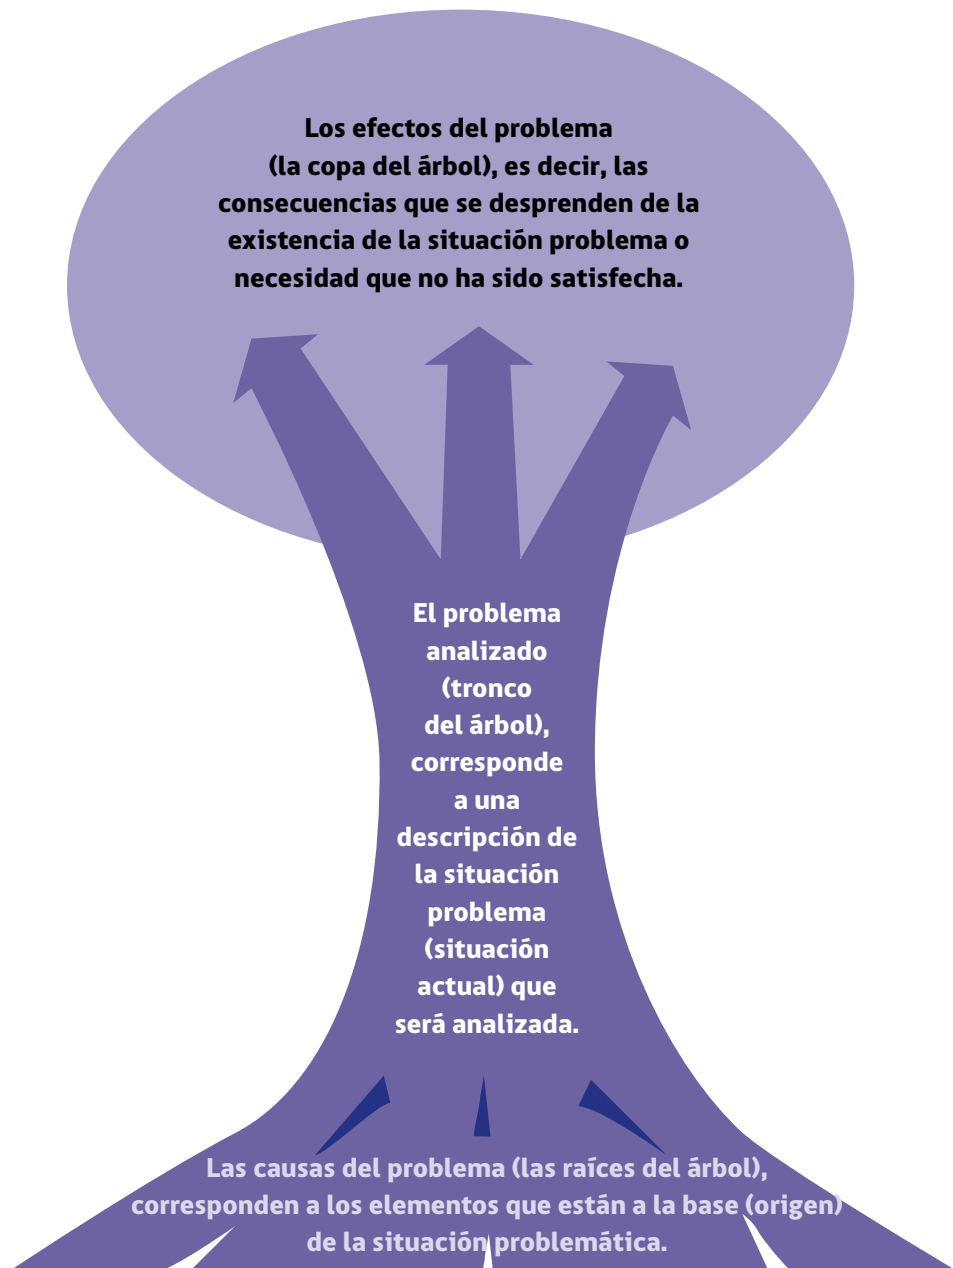 Los efectos del problema
(la copa del árbol), es decir, las
consecuencias que se desprenden de la
existencia de la situación problema o
necesidad que no ha sido satisfecha.
El problema
analizado
(tronco
del árbol),
corresponde
a una
descripción de
la situación
problema
(situación
actual) que
será analizada.
Las causas del problema (las raíces del árbol),
corresponden a los elementos que están a la base (origen)
de la situación problemática.